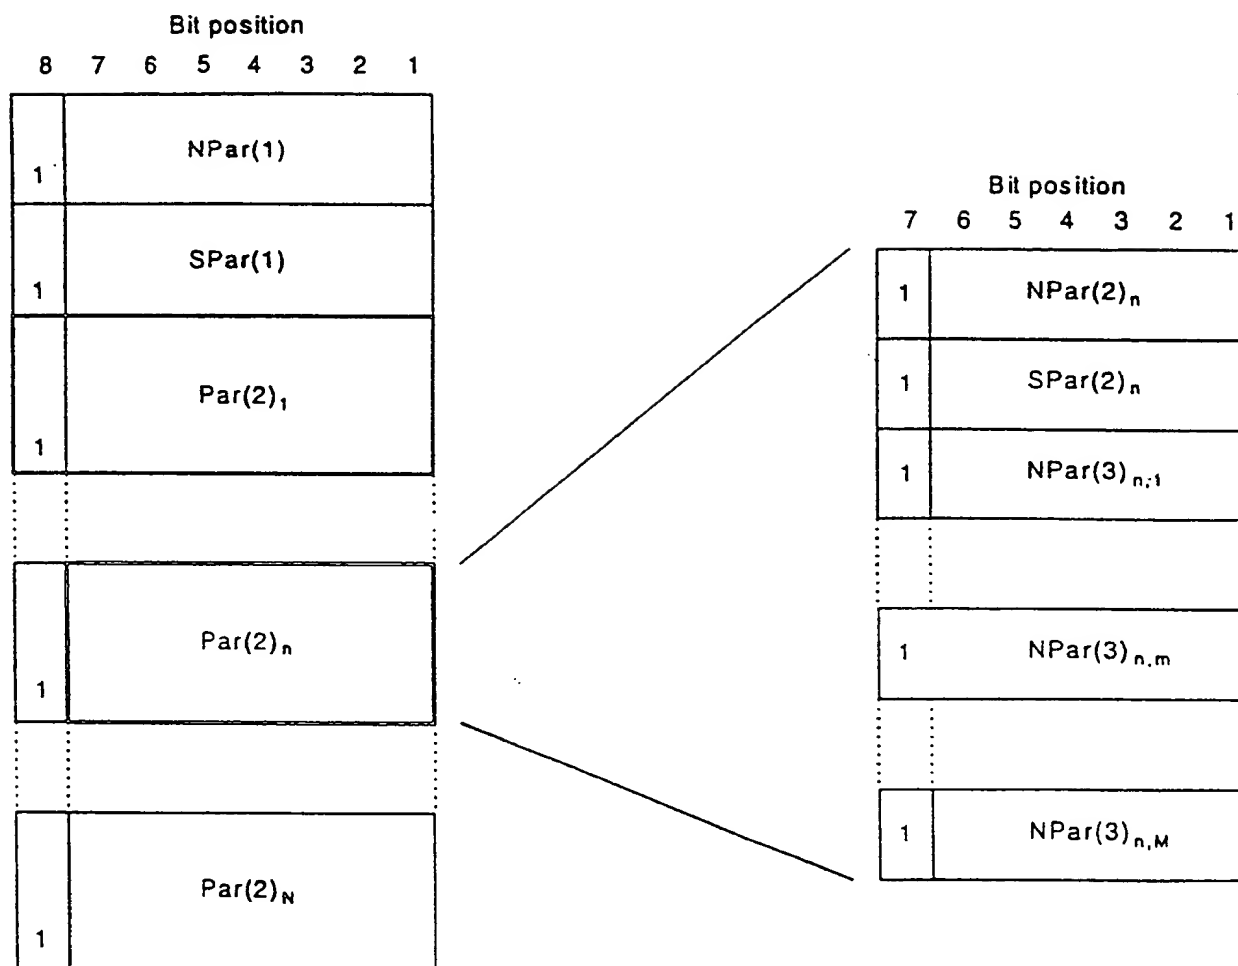 Bit position
8 7 6 5 4 3 2 1
NPar(1)
1
SPar(1)
1
Par(2)1
1
Par(2)n
1
Par(2)N
1
Bit position
7 6 5 4 3 2 1
1 NPar(2)n
1 SPar(2)n
1 NPar(3)n,1
1 NPar(3)n,m
1 NPar(3)n,M